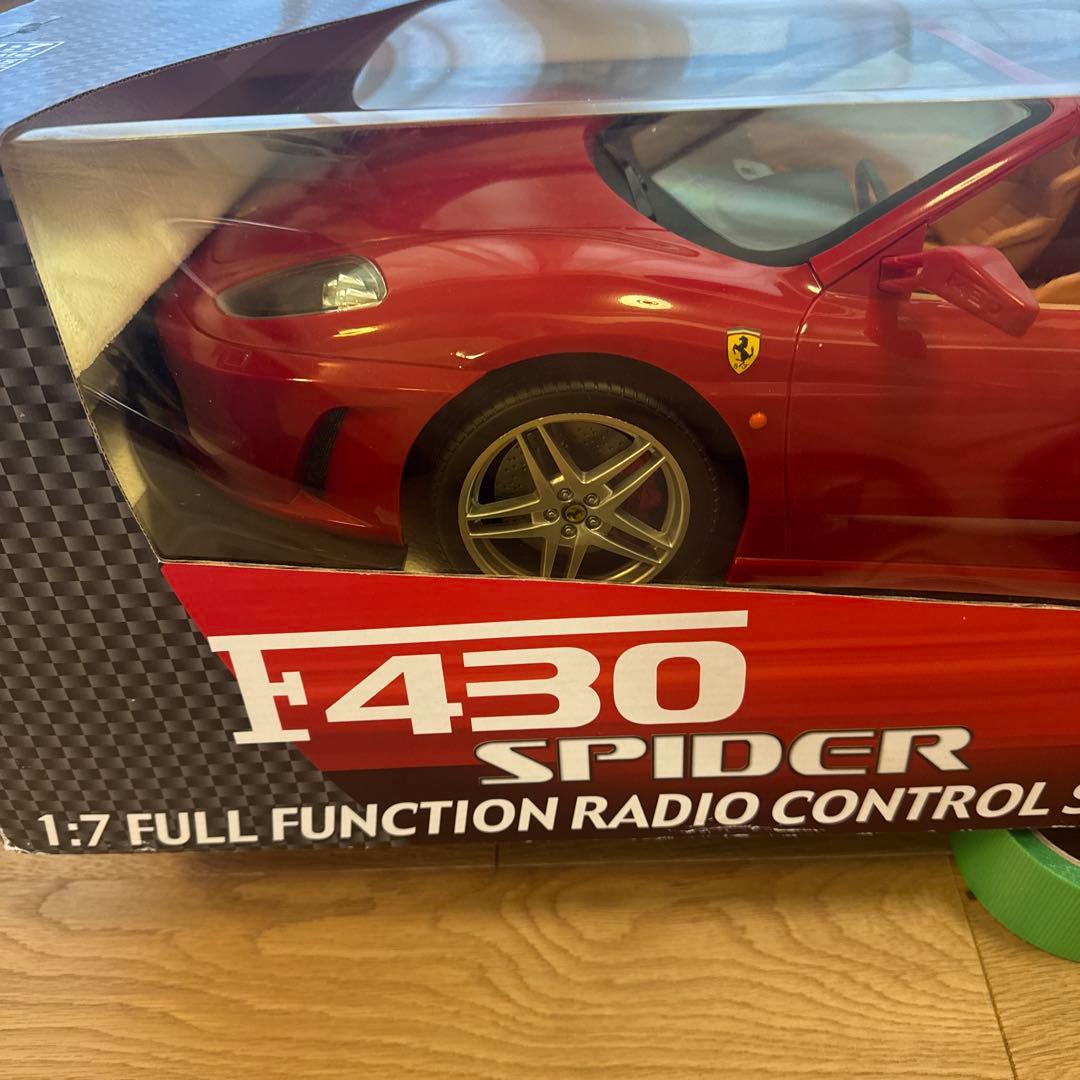 F430
SPIDER
1:7 FULL FUNCTION RADIO CONTROL S